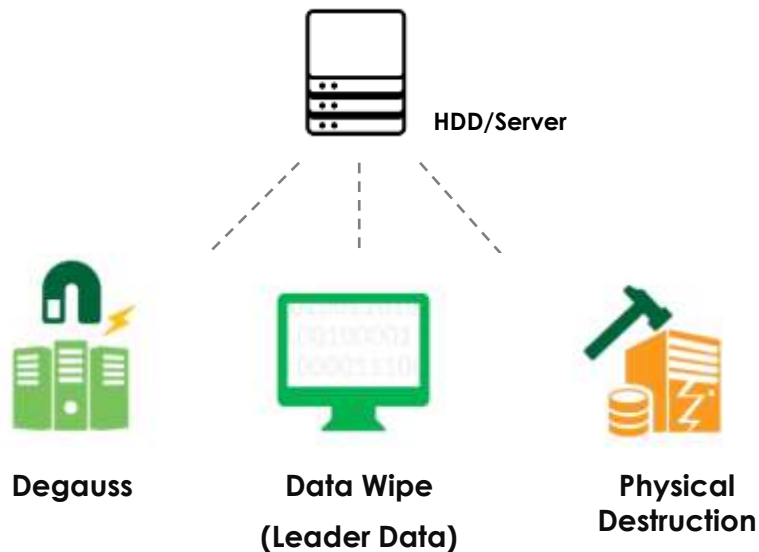 HDD/Server
Degauss
Data Wipe
(Leader Data)
Physical
Destruction